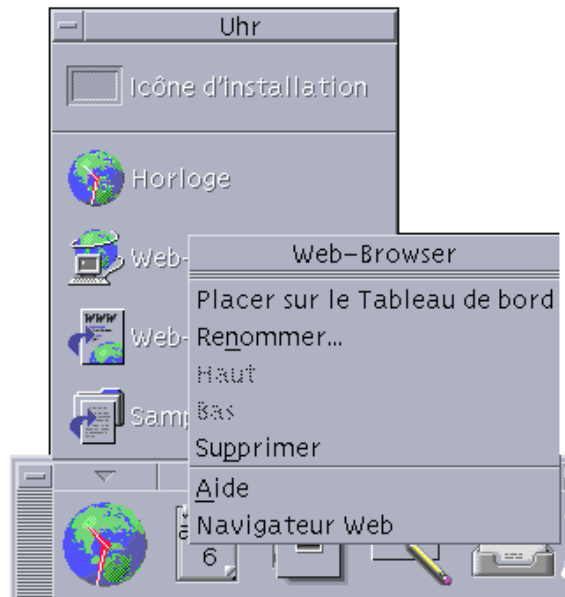 Uhr
Icône d'installation
Horloge
Web-
Web-
Samp
WWW
Web-Browser
Placer sur le Tableau de bord
Renommer...
Haut
Bas
Supprimer
Aide
Navigateur Web
6